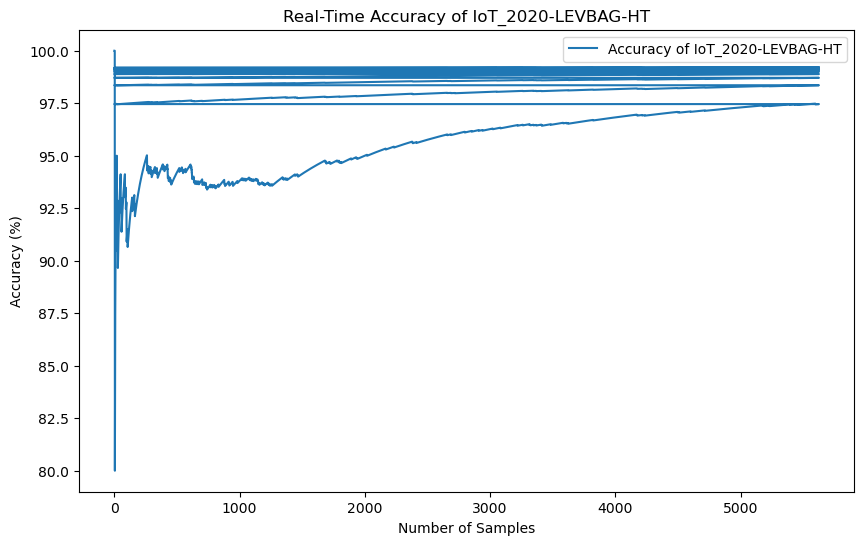 Real-Time Accuracy of IoT_2020-LEVBAG-HT
Accuracy of IoT_2020-LEVBAG-HT
100.0
97.5
95.0
92.5
90.0
87.5
85.0
82.5
80.0
Accuracy (%)
0 1000 2000 3000 4000 5000
Number of Samples